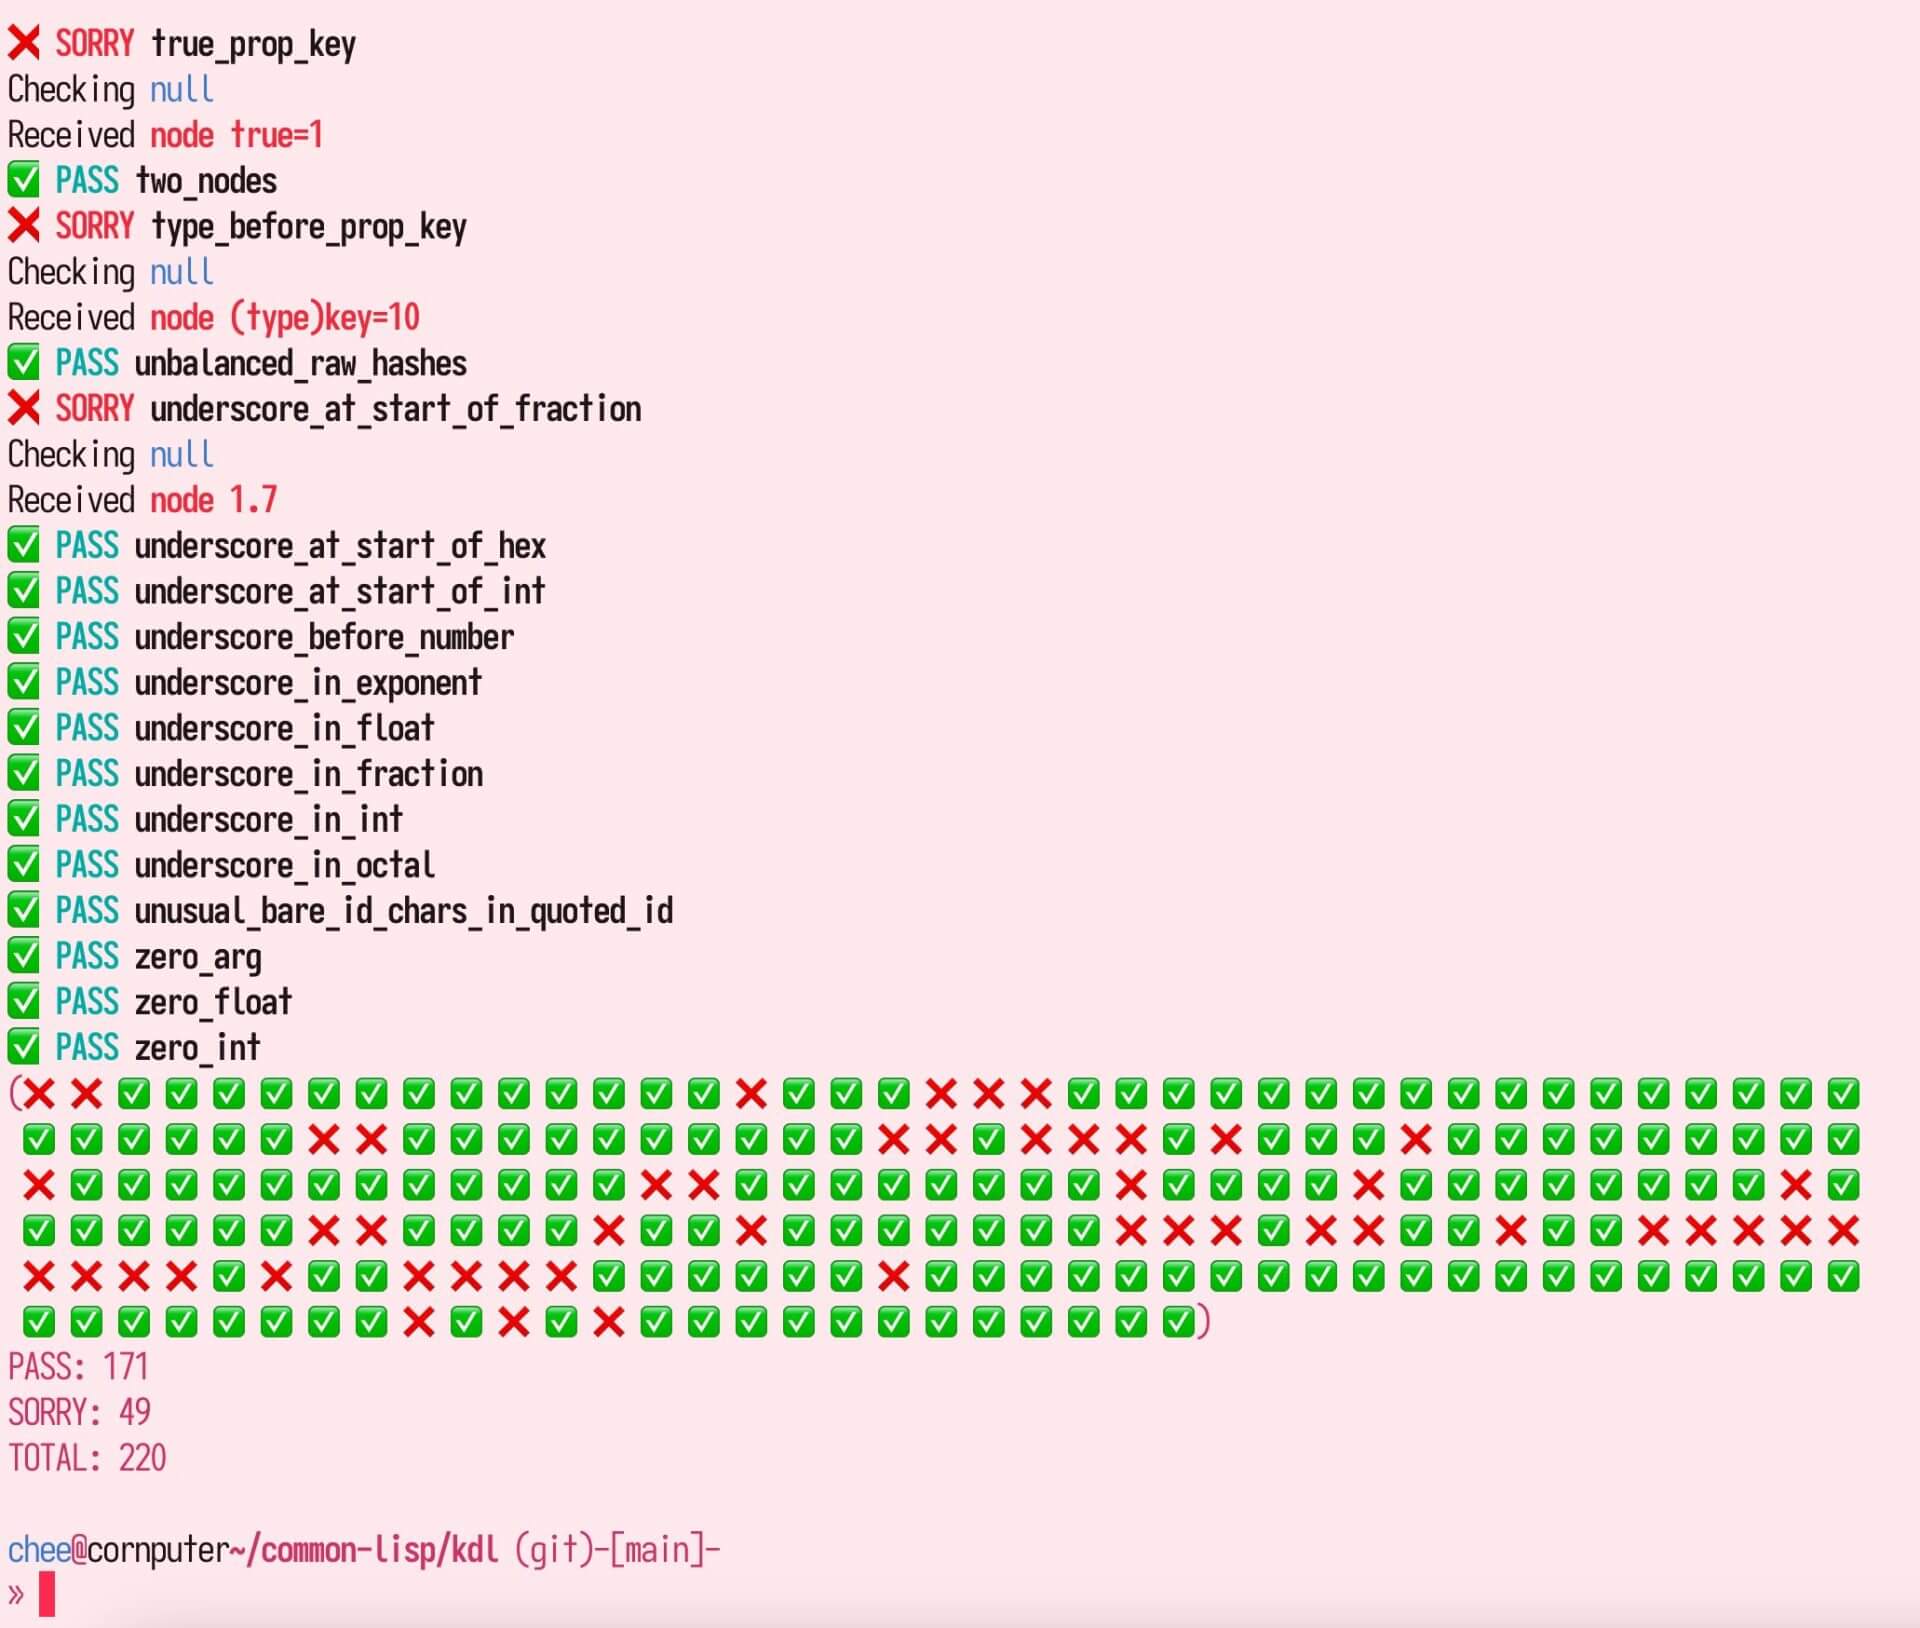 ❌ SORRY true_prop_key
Checking null
Received node true=1
✅ PASS two_nodes
❌ SORRY type_before_prop_key
Checking null
Received node (type)key=10
✅ PASS unbalanced_raw_hashes
❌ SORRY underscore_at_start_of_fraction
Checking null
Received node 1.7
✅ PASS underscore_at_start_of_hex
✅ PASS underscore_at_start_of_int
✅ PASS underscore_before_number
✅ PASS underscore_in_exponent
✅ PASS underscore_in_float
✅ PASS underscore_in_fraction
✅ PASS underscore_in_int
✅ PASS underscore_in_octal
✅ PASS unusual_bare_id_chars_in_quoted_id
✅ PASS zero_arg
✅ PASS zero_float
✅ PASS zero_int
(❌ ❌ ✅ ✅ ✅ ✅ ✅ ✅ ✅ ✅ ✅ ✅ ✅ ✅ ✅ ❌ ✅ ✅ ✅ ❌ ❌ ❌ ✅ ✅ ✅ ✅ ✅ ✅ ✅ ✅ ✅ ✅ ✅ ✅ ✅ ✅ ✅ ✅ ✅
✅ ✅ ✅ ✅ ✅ ✅ ❌ ❌ ✅ ✅ ✅ ✅ ✅ ✅ ✅ ✅ ✅ ✅ ❌ ❌ ✅ ❌ ❌ ❌ ✅ ❌ ✅ ✅ ✅ ❌ ✅ ✅ ✅ ✅ ✅ ✅ ✅ ✅ ✅
❌ ✅ ✅ ✅ ✅ ✅ ✅ ✅ ✅ ✅ ✅ ✅ ✅ ❌ ❌ ✅ ✅ ✅ ✅ ✅ ✅ ✅ ✅ ❌ ✅ ✅ ✅ ✅ ❌ ✅ ✅ ✅ ✅ ✅ ✅ ✅ ✅ ❌ ✅
✅ ✅ ✅ ✅ ✅ ✅ ❌ ❌ ✅ ✅ ✅ ✅ ❌ ✅ ✅ ❌ ✅ ✅ ✅ ✅ ✅ ✅ ✅ ❌ ❌ ❌ ✅ ❌ ❌ ✅ ✅ ❌ ✅ ✅ ❌ ❌ ❌ ❌ ❌
❌ ❌ ❌ ❌ ✅ ❌ ✅ ✅ ❌ ❌ ❌ ❌ ✅ ✅ ✅ ✅ ✅ ✅ ❌ ✅ ✅ ✅ ✅ ✅ ✅ ✅ ✅ ✅ ✅ ✅ ✅ ✅ ✅ ✅ ✅ ✅ ✅ ✅ ✅
✅ ✅ ✅ ✅ ✅ ✅ ✅ ✅ ❌ ✅ ❌ ✅ ❌ ✅ ✅ ✅ ✅ ✅ ✅ ✅ ✅ ✅ ✅ ✅ ✅)
PASS: 171
SORRY: 49
TOTAL: 220
chee@cornputer~/common-lisp/kdl (git)-[main]-
»